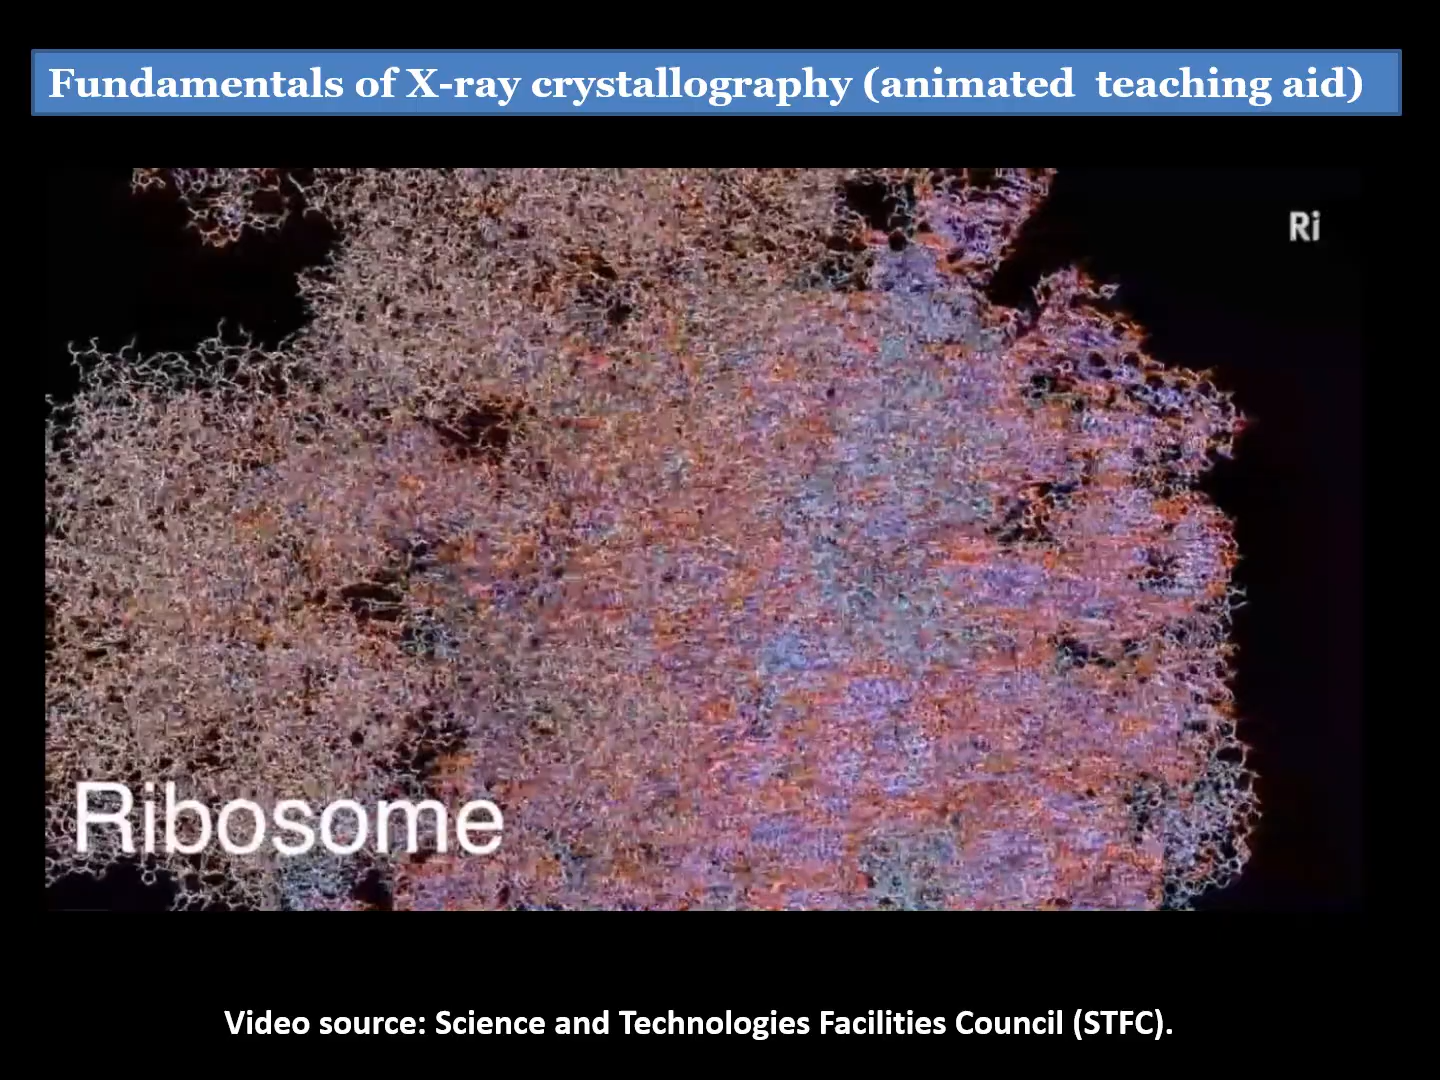 Fundamentals of X-ray crystallography (animated teaching aid)
Ri
Ribosome
Video source: Science and Technologies Facilities Council (STFC).